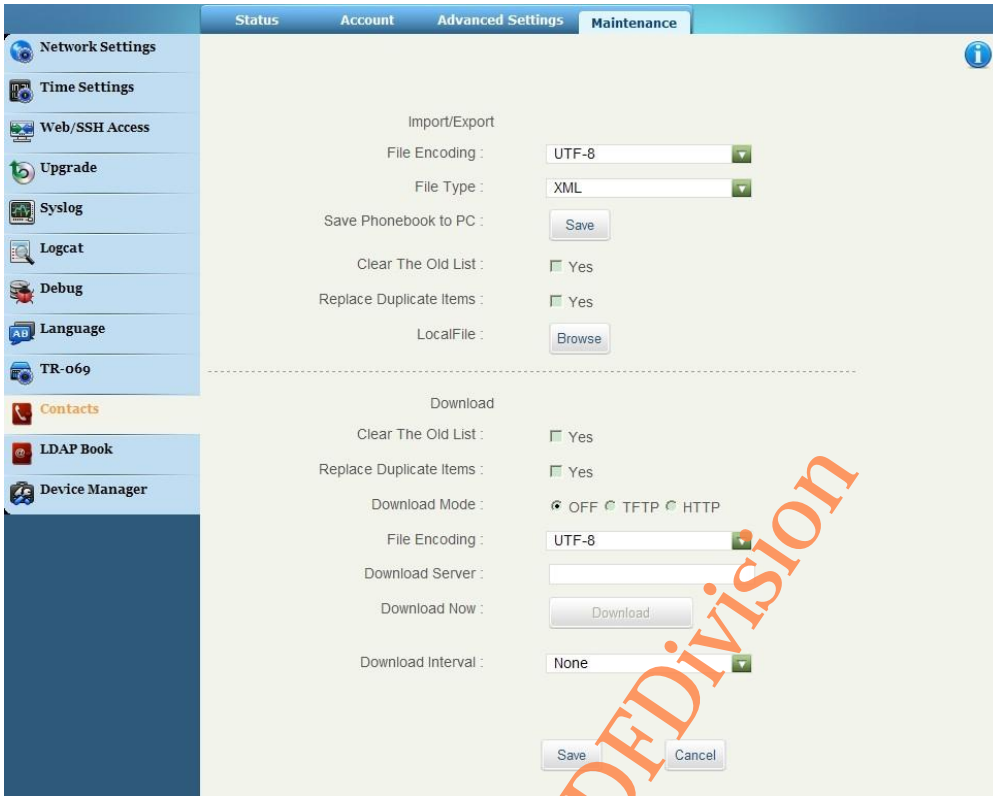 Status Account Advanced Settings Maintenance
Network Settings
Time Settings
Web/SSH Access
Upgrade
Syslog
Logcat
Debug
Language
TR-069
Contacts
LDAP Book
Device Manager
Import/Export
File Encoding : UTF-8
File Type : XML
Save Phonebook to PC : Save
Clear The Old List : Yes
Replace Duplicate Items : Yes
LocalFile : Browse
Download
Clear The Old List : Yes
Replace Duplicate Items : Yes
Download Mode : OFF TFTP HTTP
File Encoding : UTF-8
Download Server :
Download Now : Download
Download Interval : None
Save Cancel